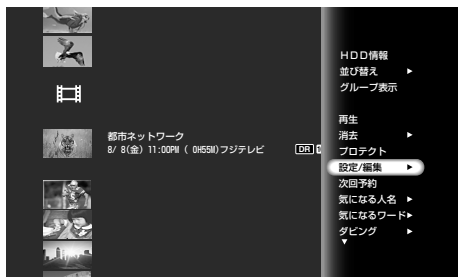 HDD情報
並び替え ▶
グループ表示
都市ネットワーク
8/ 8(金) 11:00PM ( 0H55M)フジテレビ DR
再生
消去 ▶
プロテクト
設定/編集 ▶
次回予約
気になる人名 ▶
気になるワード▶
ダビング ▶
▼